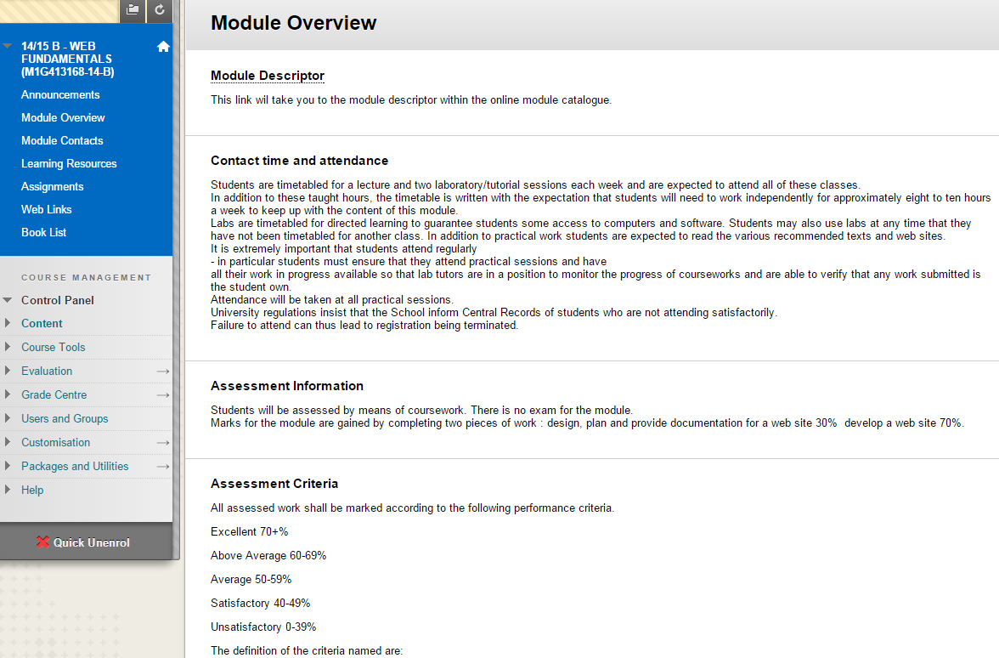 14/15 B - WEB
FUNDAMENTALS
(M1G413168-14-B)
Announcements
Module Overview
Module Contacts
Learning Resources
Assignments
Web Links
Book List
COURSE MANAGEMENT
Control Panel
Content
Course Tools
Evaluation
Grade Centre
Users and Groups
Customisation
Packages and Utilities
Help
Quick Unenrol
Module Overview
Module Descriptor
This link wil take you to the module descriptor within the online module catalogue.
Contact time and attendance
Students are timetabled for a lecture and two laboratory/tutorial sessions each week and are expected to attend all of these classes.
In addition to these taught hours, the timetable is written with the expectation that students will need to work independently for approximately eight to ten hours
a week to keep up with the content of this module.
Labs are timetabled for directed learning to guarantee students some access to computers and software. Students may also use labs at any time that they
have not been timetabled for another class. In addition to practical work students are expected to read the various recommended texts and web sites.
It is extremely important that students attend regularly
- in particular students must ensure that they attend practical sessions and have
all their work in progress available so that lab tutors are in a position to monitor the progress of courseworks and are able to verify that any work submitted is
the student own.
Attendance will be taken at all practical sessions.
University regulations insist that the School inform Central Records of students who are not attending satisfactorily.
Failure to attend can thus lead to registration being terminated.
Assessment Information
Students will be assessed by means of coursework. There is no exam for the module.
Marks for the module are gained by completing two pieces of work : design, plan and provide documentation for a web site 30%  develop a web site 70%.
Assessment Criteria
All assessed work shall be marked according to the following performance criteria.
Excellent 70+%
Above Average 60-69%
Average 50-59%
Satisfactory 40-49%
Unsatisfactory 0-39%
The definition of the criteria named are: